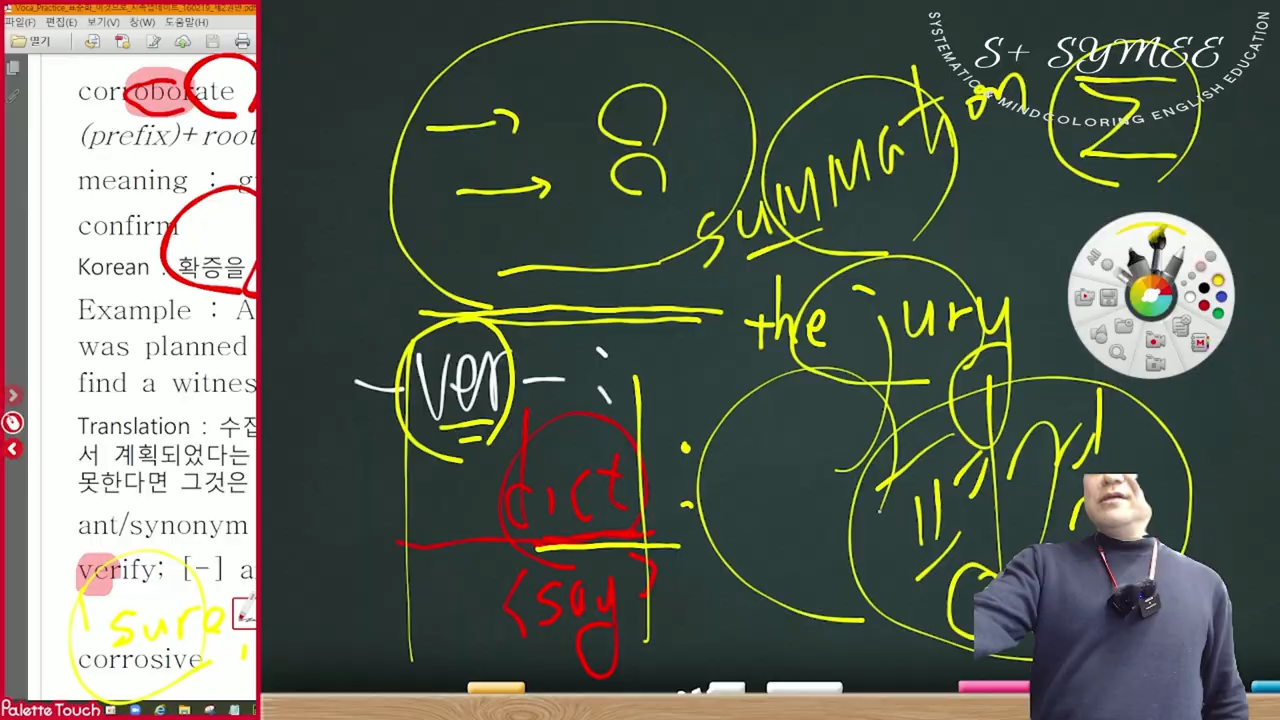 Voca_Practice
파일(F) 편집(E) 보기(V) 창(W) 도움말(H)
열기
corroborate
(prefix)+root
meaning : g
confirm
Korean : 확증을
Example : A
was planned
find a witnes
Translation : 수집
서 계획되었다는
못한다면 그것은
ant/synonym
verify; [-] a
sure
corrosive
Palette Touch
summation
Σ
the jury
-ver- :
dict :
<say>
S+ SYMEE
SYSTEMATIC + MINDCOLORING ENGLISH EDUCATION